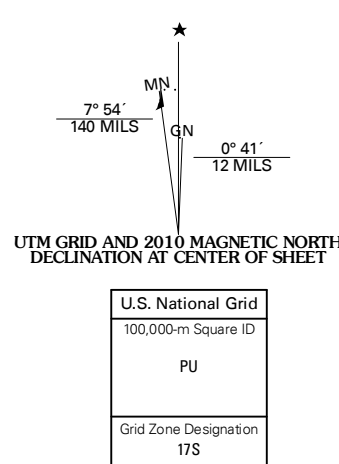 ★
MN
7° 54´
140 MILS
GN
0° 41´
12 MILS
UTM GRID AND 2010 MAGNETIC NORTH
DECLINATION AT CENTER OF SHEET
U.S. National Grid
100,000-m Square ID
PU
Grid Zone Designation
17S